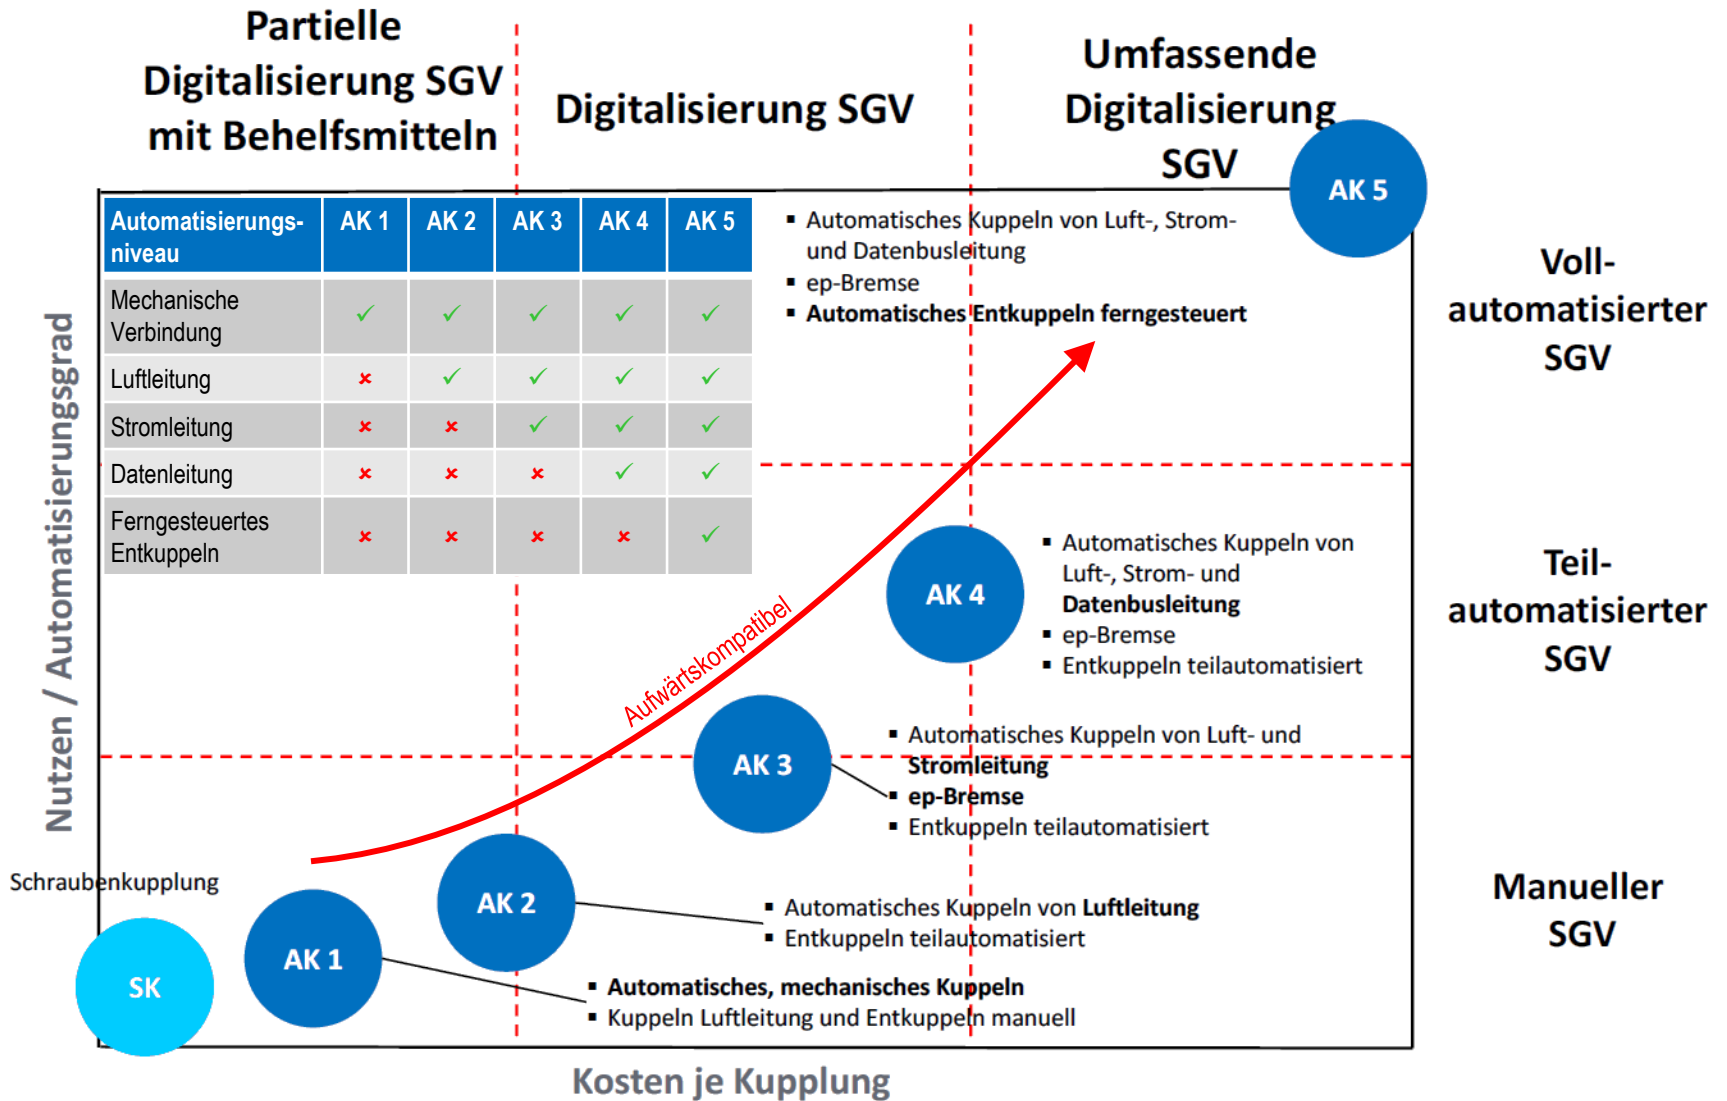 Partielle
Digitalisierung SGV
mit Behelfsmitteln
Digitalisierung SGV
Umfassende
Digitalisierung
SGV
AK 5
Automatisierungs-
niveau
AK 1
AK 2
AK 3
AK 4
AK 5
Mechanische
Verbindung
✓ ✓ ✓ ✓ ✓
Luftleitung
✗ ✓ ✓ ✓ ✓
Stromleitung
✗ ✗ ✓ ✓ ✓
Datenleitung
✗ ✗ ✗ ✓ ✓
Ferngesteuertes
Entkuppeln
✗ ✗ ✗ ✗ ✓
▪ Automatisches Kuppeln von Luft-, Strom-
und Datenbusleitung
▪ ep-Bremse
▪ Automatisches Entkuppeln ferngesteuert
Voll-
automatisierter
SGV
Nutzen / Automatisierungsgrad
Aufwärtskompatibel
AK 4
▪ Automatisches Kuppeln von
Luft-, Strom- und
Datenbusleitung
▪ ep-Bremse
▪ Entkuppeln teilautomatisiert
Teil-
automatisierter
SGV
AK 3
▪ Automatisches Kuppeln von Luft- und
Stromleitung
▪ ep-Bremse
▪ Entkuppeln teilautomatisiert
Schraubenkupplung
SK
AK 1
AK 2
▪ Automatisches Kuppeln von Luftleitung
▪ Entkuppeln teilautomatisiert
▪ Automatisches, mechanisches Kuppeln
▪ Kuppeln Luftleitung und Entkuppeln manuell
Manueller
SGV
Kosten je Kupplung